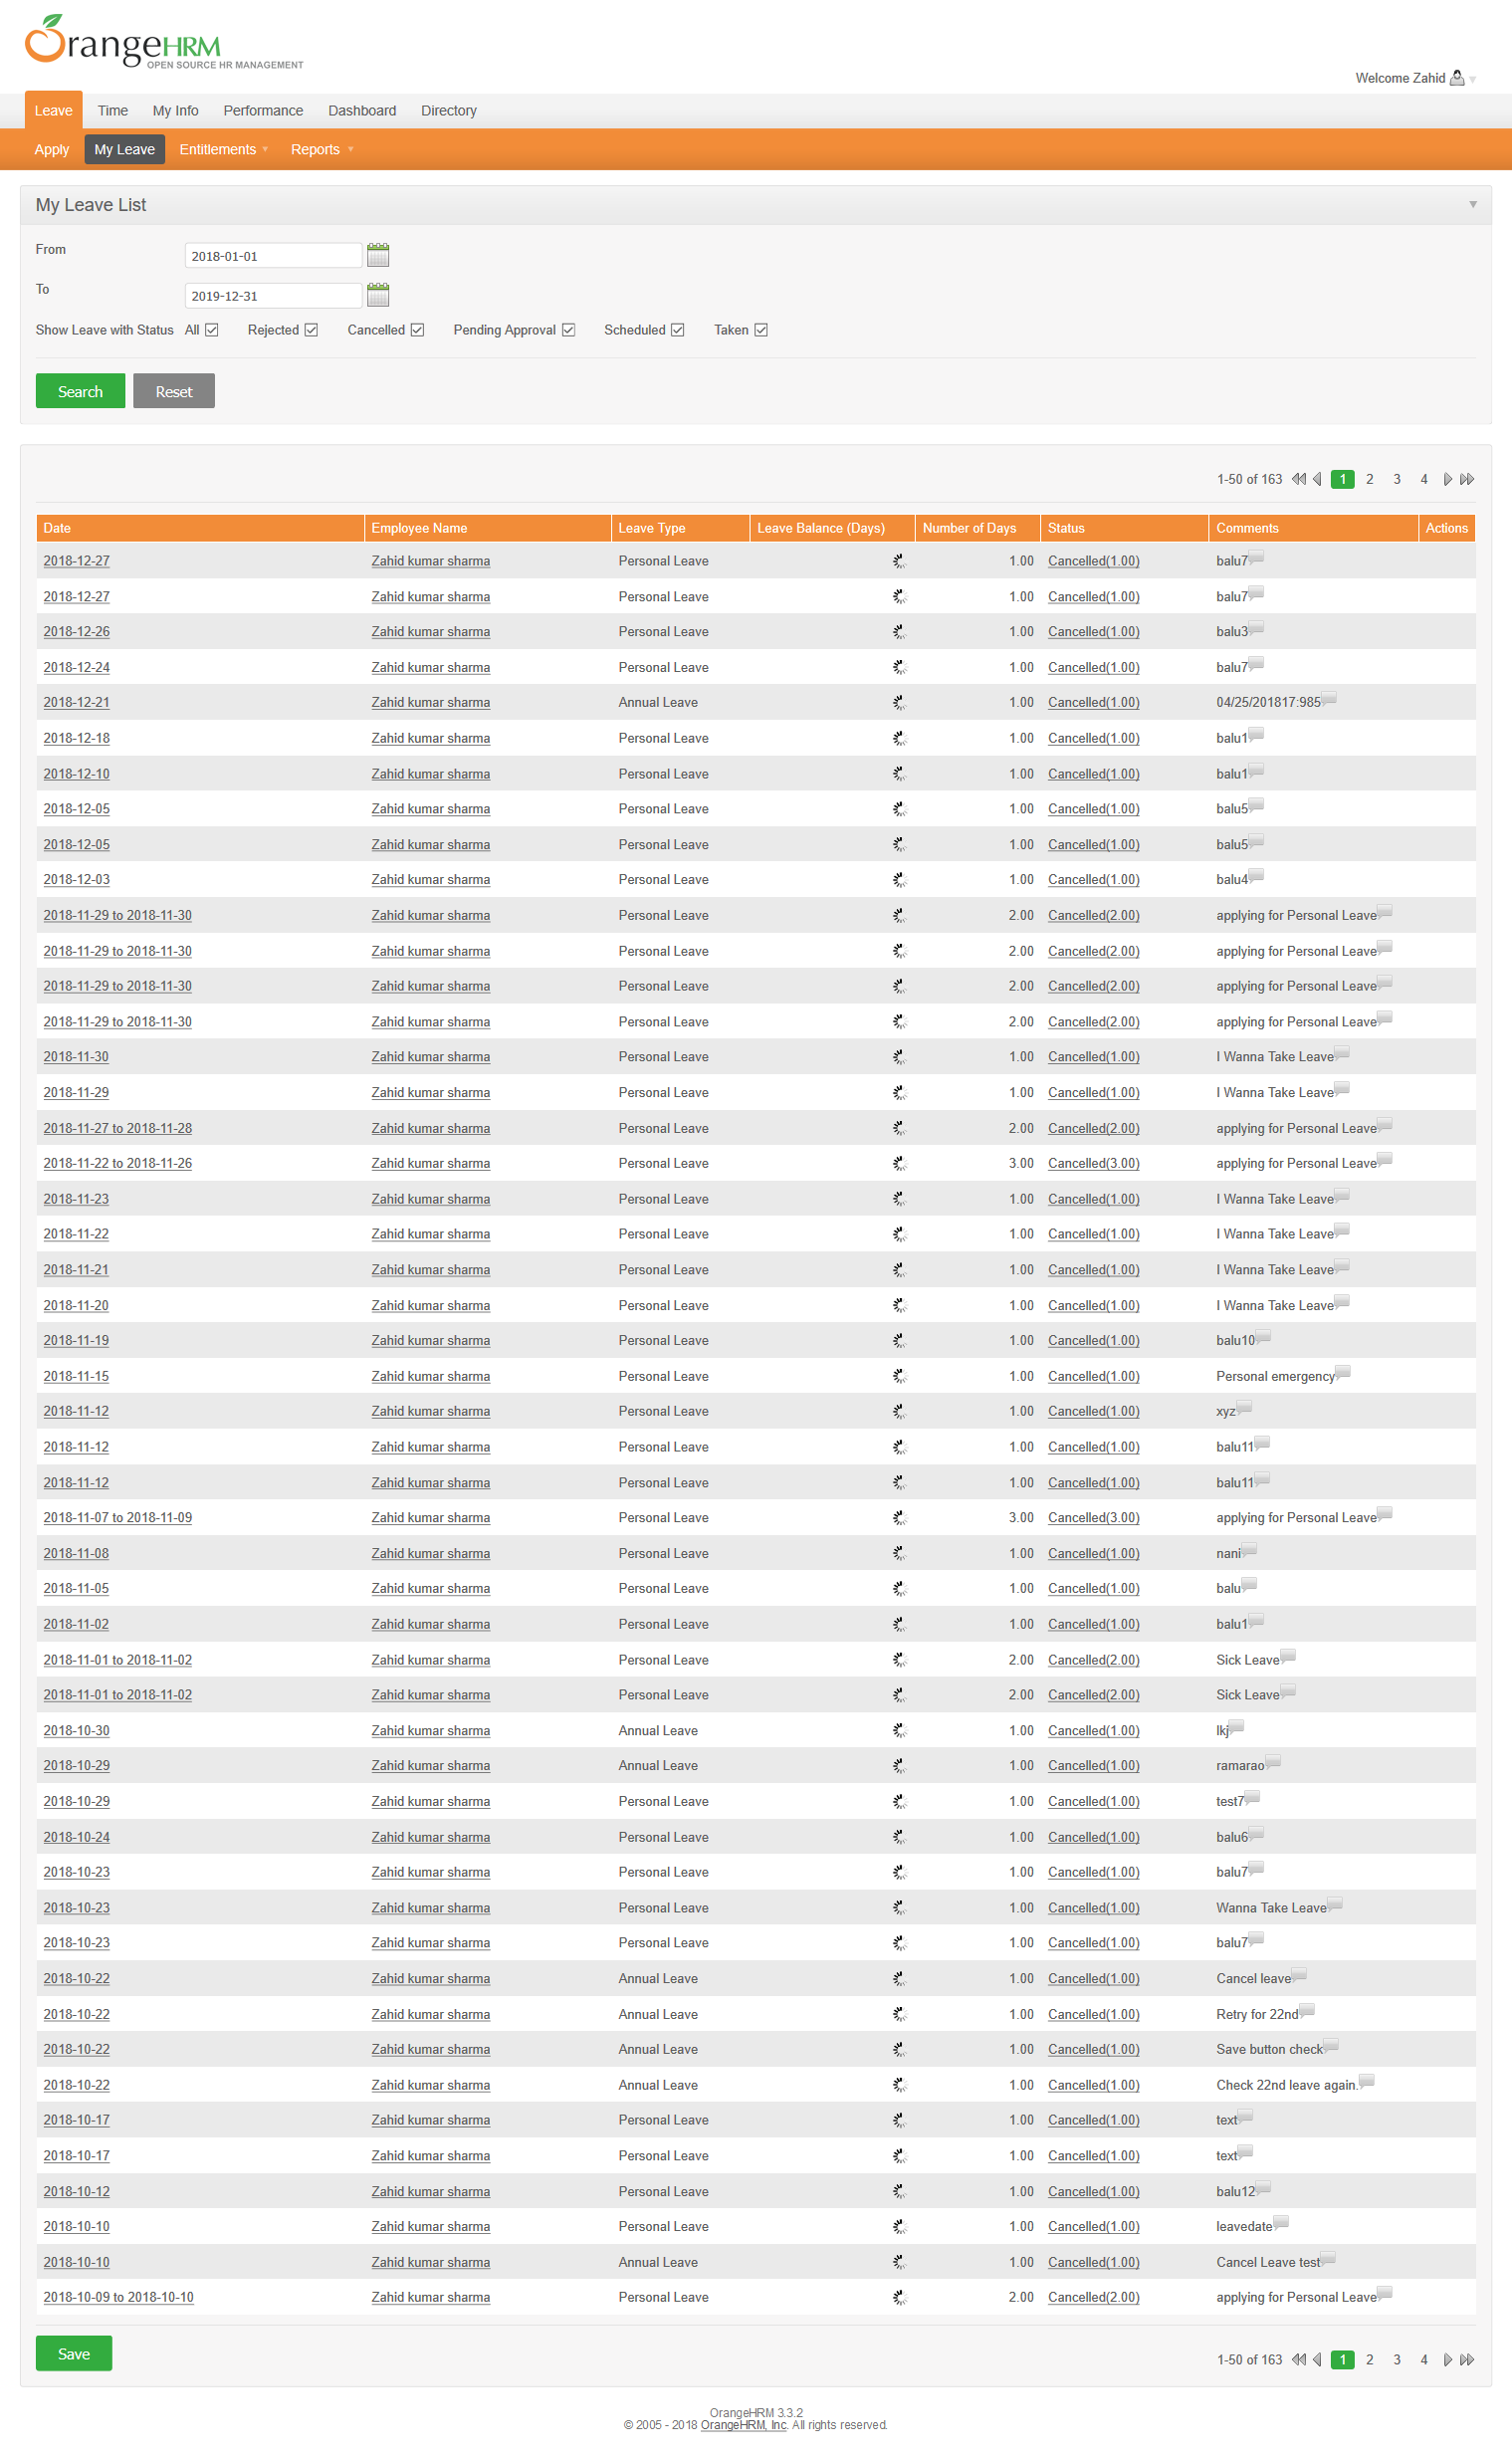 OrangeHRM
OPEN SOURCE HR MANAGEMENT
Welcome Zahid
Leave Time My Info Performance Dashboard Directory
Apply My Leave Entitlements Reports
My Leave List
From 2018-01-01
To 2019-12-31
Show Leave with Status All Rejected Cancelled Pending Approval Scheduled Taken
Search Reset
1-50 of 163 1 2 3 4
Date Employee Name Leave Type Leave Balance (Days) Number of Days Status Comments Actions
2018-12-27 Zahid kumar sharma Personal Leave 1.00 Cancelled(1.00) balu7
2018-12-27 Zahid kumar sharma Personal Leave 1.00 Cancelled(1.00) balu7
2018-12-26 Zahid kumar sharma Personal Leave 1.00 Cancelled(1.00) balu3
2018-12-24 Zahid kumar sharma Personal Leave 1.00 Cancelled(1.00) balu7
2018-12-21 Zahid kumar sharma Annual Leave 1.00 Cancelled(1.00) 04/25/201817:985
2018-12-18 Zahid kumar sharma Personal Leave 1.00 Cancelled(1.00) balu1
2018-12-10 Zahid kumar sharma Personal Leave 1.00 Cancelled(1.00) balu1
2018-12-05 Zahid kumar sharma Personal Leave 1.00 Cancelled(1.00) balu5
2018-12-05 Zahid kumar sharma Personal Leave 1.00 Cancelled(1.00) balu5
2018-12-03 Zahid kumar sharma Personal Leave 1.00 Cancelled(1.00) balu4
2018-11-29 to 2018-11-30 Zahid kumar sharma Personal Leave 2.00 Cancelled(2.00) applying for Personal Leave
2018-11-29 to 2018-11-30 Zahid kumar sharma Personal Leave 2.00 Cancelled(2.00) applying for Personal Leave
2018-11-29 to 2018-11-30 Zahid kumar sharma Personal Leave 2.00 Cancelled(2.00) applying for Personal Leave
2018-11-29 to 2018-11-30 Zahid kumar sharma Personal Leave 2.00 Cancelled(2.00) applying for Personal Leave
2018-11-30 Zahid kumar sharma Personal Leave 1.00 Cancelled(1.00) I Wanna Take Leave
2018-11-29 Zahid kumar sharma Personal Leave 1.00 Cancelled(1.00) I Wanna Take Leave
2018-11-27 to 2018-11-28 Zahid kumar sharma Personal Leave 2.00 Cancelled(2.00) applying for Personal Leave
2018-11-22 to 2018-11-26 Zahid kumar sharma Personal Leave 3.00 Cancelled(3.00) applying for Personal Leave
2018-11-23 Zahid kumar sharma Personal Leave 1.00 Cancelled(1.00) I Wanna Take Leave
2018-11-22 Zahid kumar sharma Personal Leave 1.00 Cancelled(1.00) I Wanna Take Leave
2018-11-21 Zahid kumar sharma Personal Leave 1.00 Cancelled(1.00) I Wanna Take Leave
2018-11-20 Zahid kumar sharma Personal Leave 1.00 Cancelled(1.00) I Wanna Take Leave
2018-11-19 Zahid kumar sharma Personal Leave 1.00 Cancelled(1.00) balu10
2018-11-15 Zahid kumar sharma Personal Leave 1.00 Cancelled(1.00) Personal emergency
2018-11-12 Zahid kumar sharma Personal Leave 1.00 Cancelled(1.00) xyz
2018-11-12 Zahid kumar sharma Personal Leave 1.00 Cancelled(1.00) balu11
2018-11-12 Zahid kumar sharma Personal Leave 1.00 Cancelled(1.00) balu11
2018-11-07 to 2018-11-09 Zahid kumar sharma Personal Leave 3.00 Cancelled(3.00) applying for Personal Leave
2018-11-08 Zahid kumar sharma Personal Leave 1.00 Cancelled(1.00) nani
2018-11-05 Zahid kumar sharma Personal Leave 1.00 Cancelled(1.00) balu
2018-11-02 Zahid kumar sharma Personal Leave 1.00 Cancelled(1.00) balu1
2018-11-01 to 2018-11-02 Zahid kumar sharma Personal Leave 2.00 Cancelled(2.00) Sick Leave
2018-11-01 to 2018-11-02 Zahid kumar sharma Personal Leave 2.00 Cancelled(2.00) Sick Leave
2018-10-30 Zahid kumar sharma Annual Leave 1.00 Cancelled(1.00) lkj
2018-10-29 Zahid kumar sharma Annual Leave 1.00 Cancelled(1.00) ramarao
2018-10-29 Zahid kumar sharma Personal Leave 1.00 Cancelled(1.00) test7
2018-10-24 Zahid kumar sharma Personal Leave 1.00 Cancelled(1.00) balu6
2018-10-23 Zahid kumar sharma Personal Leave 1.00 Cancelled(1.00) balu7
2018-10-23 Zahid kumar sharma Personal Leave 1.00 Cancelled(1.00) Wanna Take Leave
2018-10-23 Zahid kumar sharma Personal Leave 1.00 Cancelled(1.00) balu7
2018-10-22 Zahid kumar sharma Annual Leave 1.00 Cancelled(1.00) Cancel leave
2018-10-22 Zahid kumar sharma Annual Leave 1.00 Cancelled(1.00) Retry for 22nd
2018-10-22 Zahid kumar sharma Annual Leave 1.00 Cancelled(1.00) Save button check
2018-10-22 Zahid kumar sharma Annual Leave 1.00 Cancelled(1.00) Check 22nd leave again.
2018-10-17 Zahid kumar sharma Personal Leave 1.00 Cancelled(1.00) text
2018-10-17 Zahid kumar sharma Personal Leave 1.00 Cancelled(1.00) text
2018-10-12 Zahid kumar sharma Personal Leave 1.00 Cancelled(1.00) balu12
2018-10-10 Zahid kumar sharma Personal Leave 1.00 Cancelled(1.00) leavedate
2018-10-10 Zahid kumar sharma Annual Leave 1.00 Cancelled(1.00) Cancel Leave test
2018-10-09 to 2018-10-10 Zahid kumar sharma Personal Leave 2.00 Cancelled(2.00) applying for Personal Leave
Save
1-50 of 163 1 2 3 4
OrangeHRM 3.3.2
© 2005 - 2018 OrangeHRM, Inc. All rights reserved.